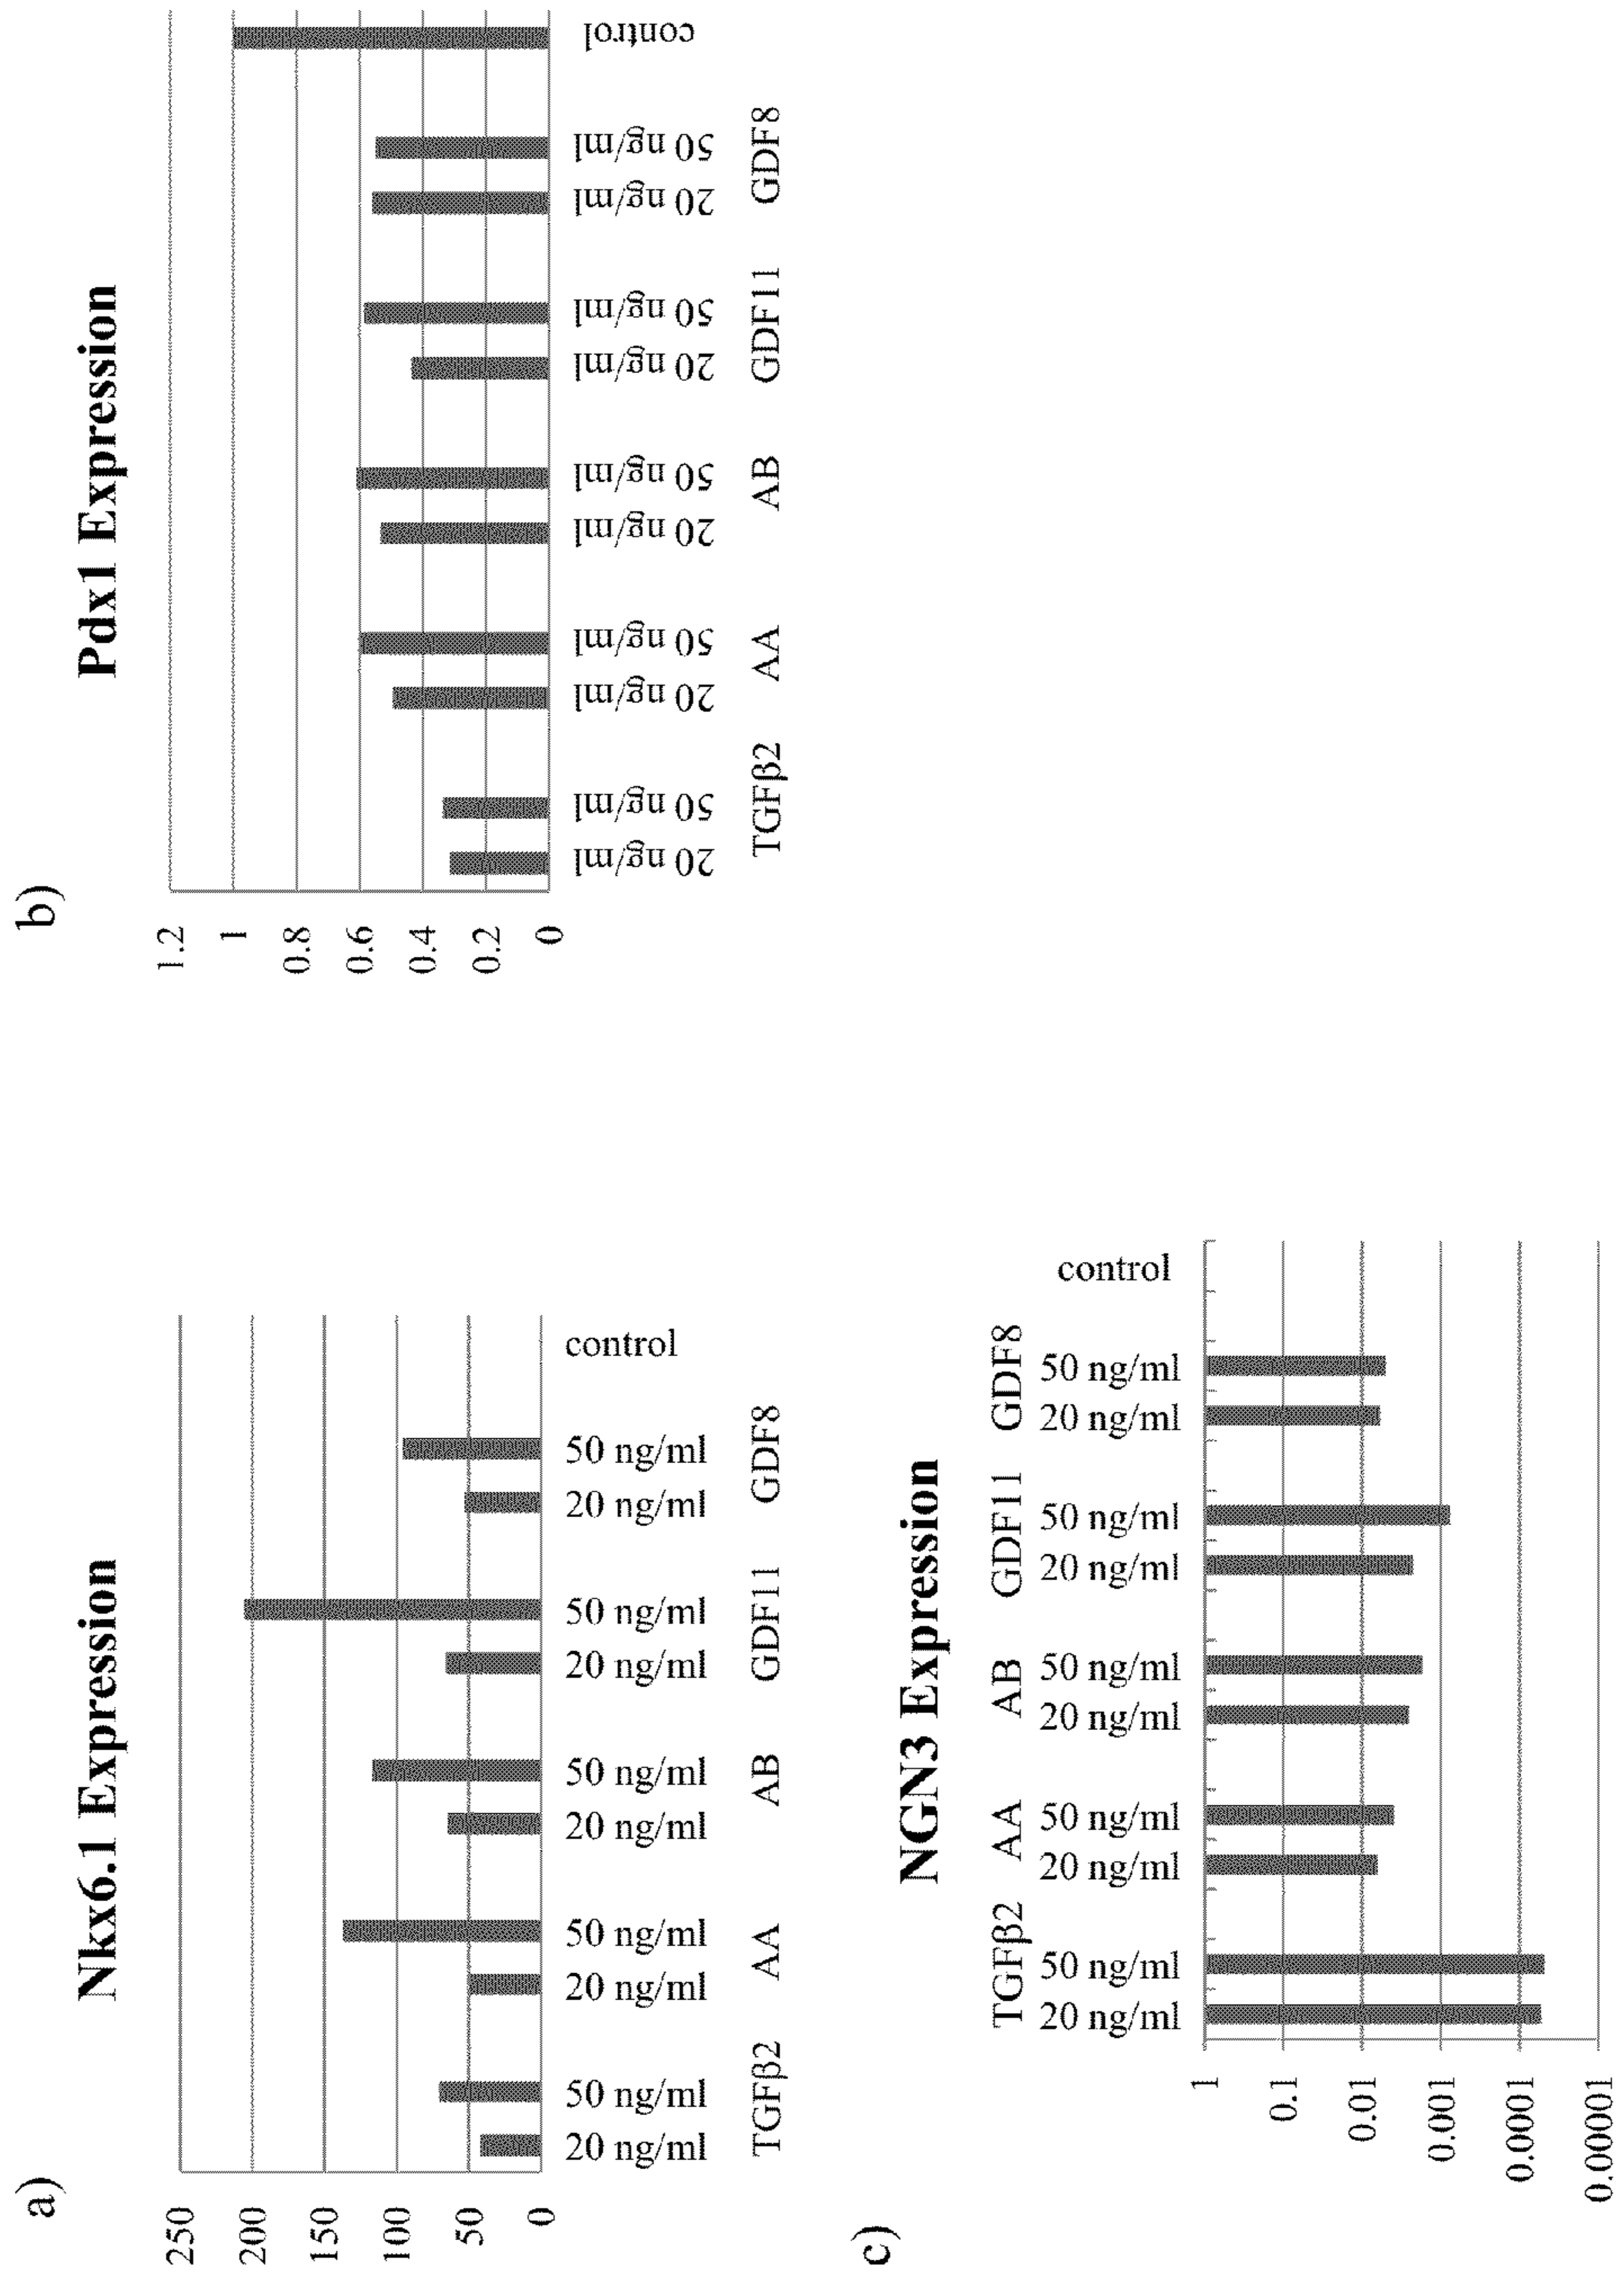 a)
Nkx6.1 Expression
250
200
150
100
50
0
20 ng/ml 50 ng/ml 20 ng/ml 50 ng/ml 20 ng/ml 50 ng/ml 20 ng/ml 50 ng/ml 20 ng/ml 50 ng/ml control
TGFβ2 AA AB GDF11 GDF8
b)
Pdx1 Expression
1.2
1
0.8
0.6
0.4
0.2
0
20 ng/ml 50 ng/ml 20 ng/ml 50 ng/ml 20 ng/ml 50 ng/ml 20 ng/ml 50 ng/ml 20 ng/ml 50 ng/ml control
TGFβ2 AA AB GDF11 GDF8
c)
NGN3 Expression
TGFβ2 AA AB GDF11 GDF8
20 ng/ml 50 ng/ml 20 ng/ml 50 ng/ml 20 ng/ml 50 ng/ml 20 ng/ml 50 ng/ml 20 ng/ml 50 ng/ml control
1
0.1
0.01
0.001
0.0001
0.00001